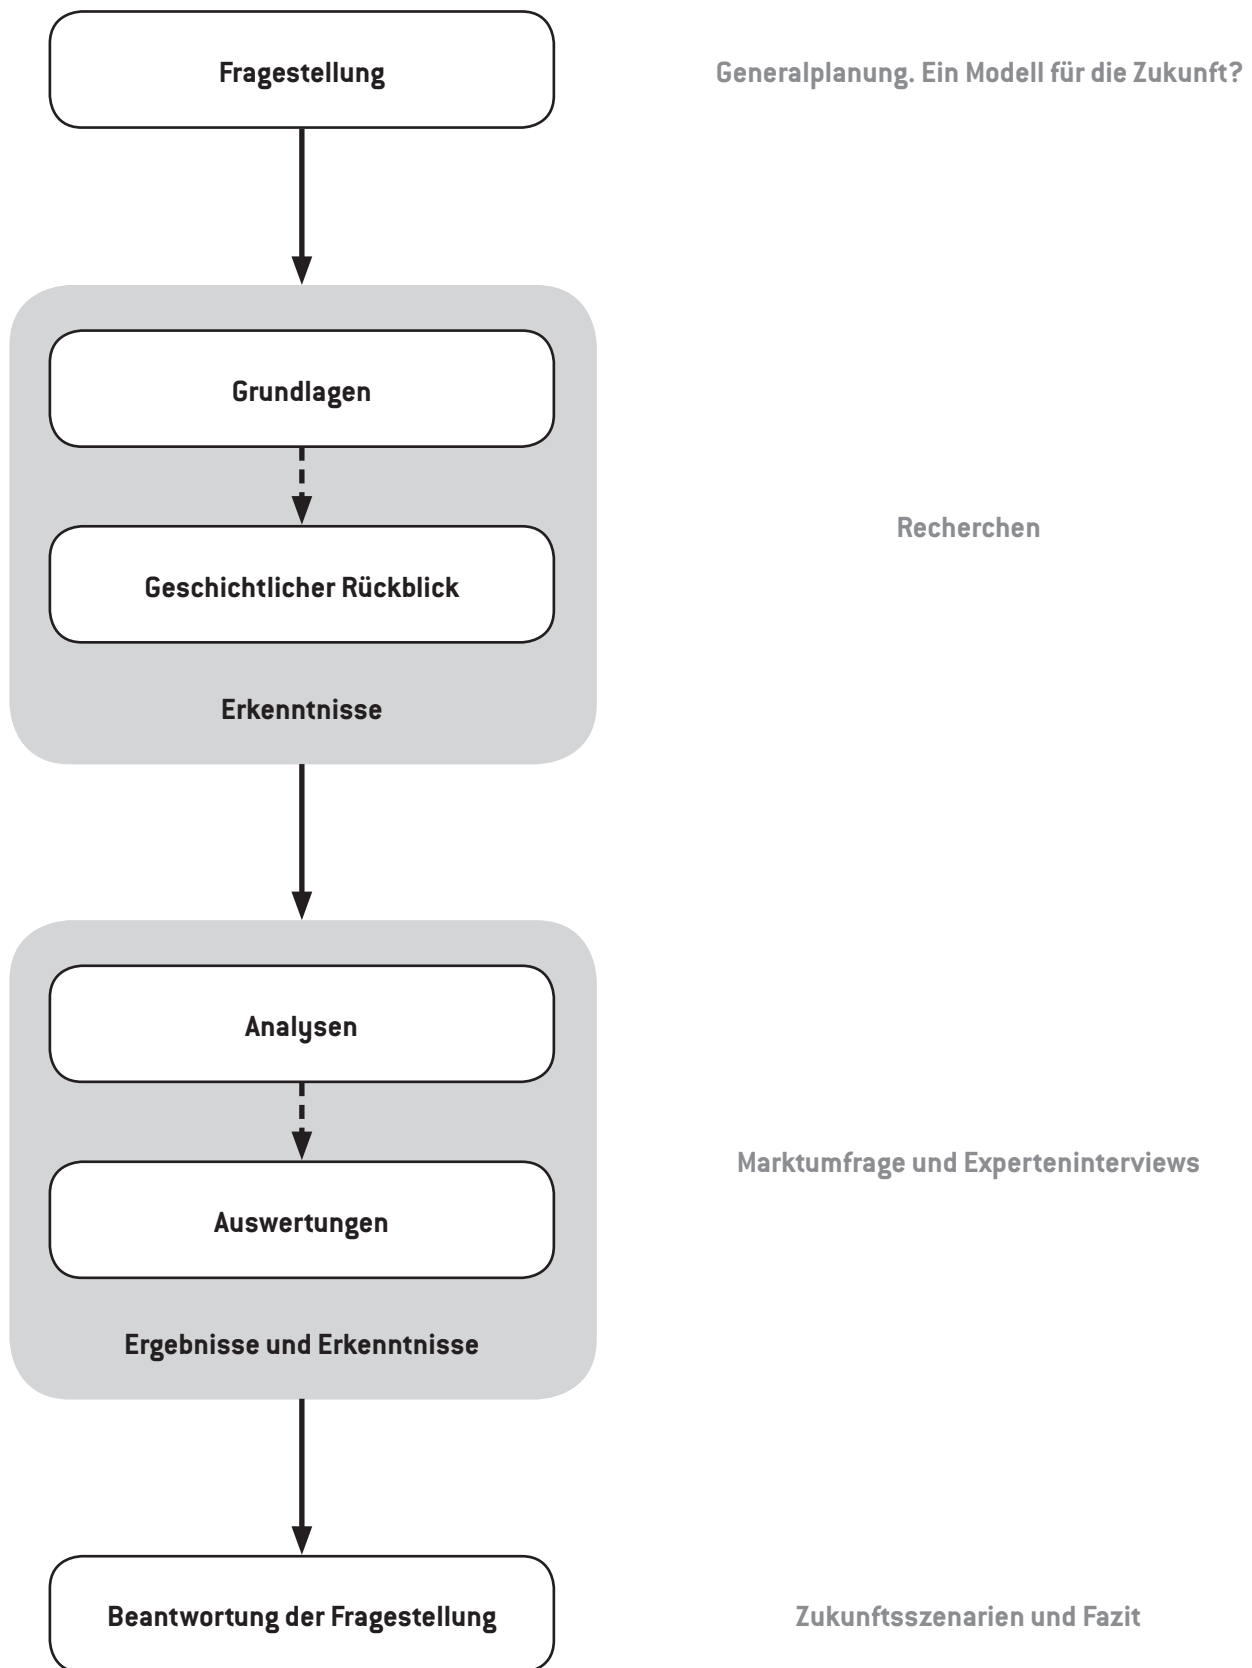 Fragestellung
Generalplanung. Ein Modell für die Zukunft?
Grundlagen
Recherchen
Geschichtlicher Rückblick
Erkenntnisse
Analysen
Marktumfrage und Experteninterviews
Auswertungen
Ergebnisse und Erkenntnisse
Beantwortung der Fragestellung
Zukunftsszenarien und Fazit